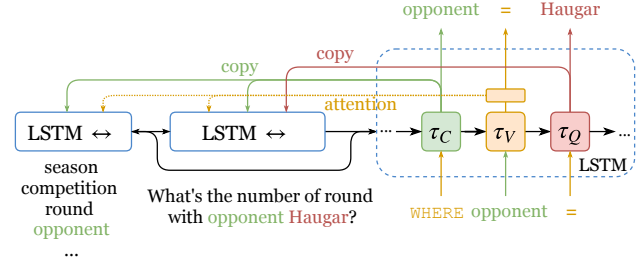 opponent = Haugar
copy
copy
attention
LSTM ↔ LSTM ↔ ... τC τV τQ ...
LSTM
season
competition
round
opponent
...
What's the number of round
with opponent Haugar?
WHERE opponent =